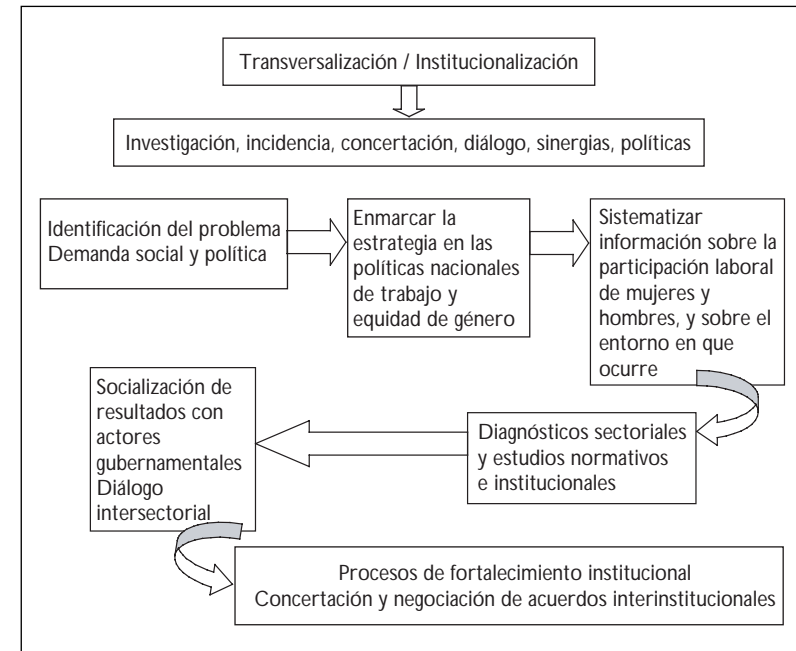 Transversalización / Institucionalización
Investigación, incidencia, concertación, diálogo, sinergias, políticas
Identificación del problema
Demanda social y política
Enmarcar la
estrategia en las
políticas nacionales
de trabajo y
equidad de género
Sistematizar
información sobre la
participación laboral
de mujeres y
hombres, y sobre el
entorno en que
ocurre
Diagnósticos sectoriales
y estudios normativos
e institucionales
Socialización de
resultados con
actores
gubernamentales
Diálogo
intersectorial
Procesos de fortalecimiento institucional
Concertación y negociación de acuerdos interinstitucionales